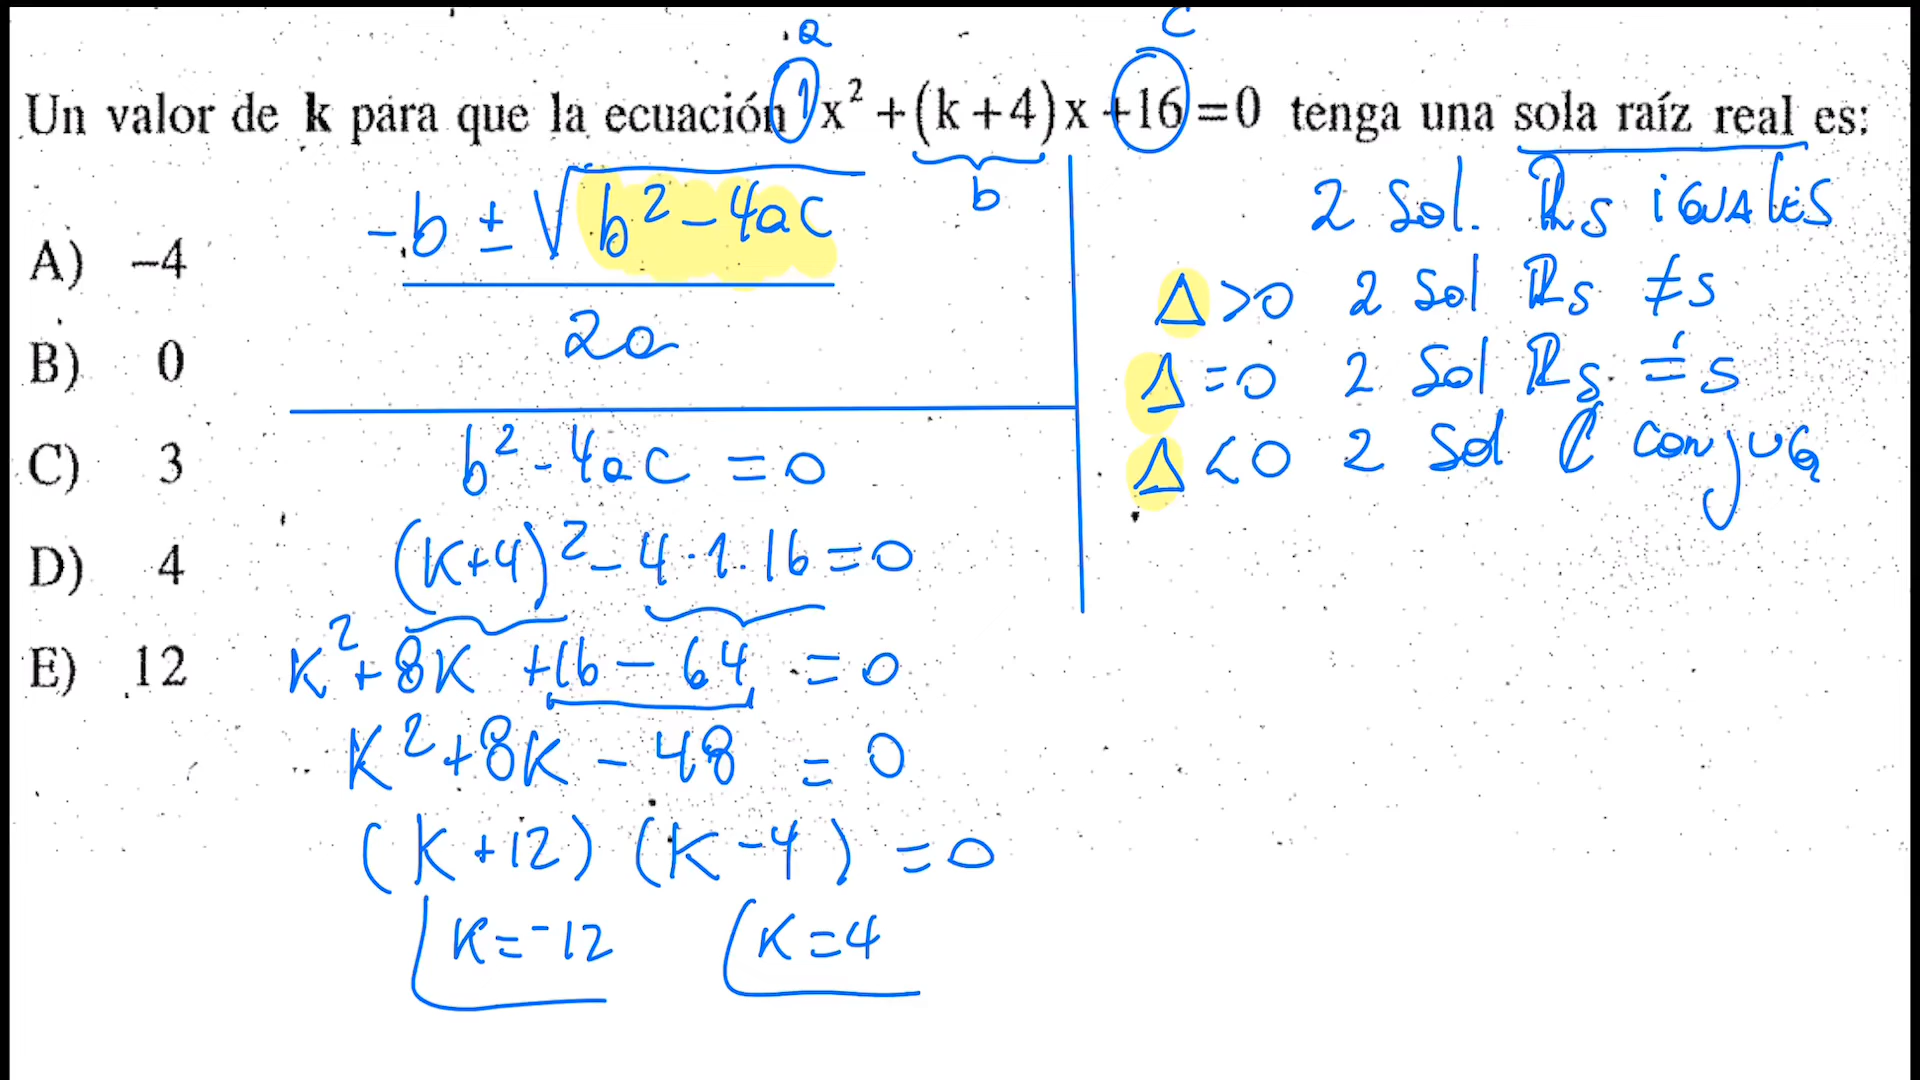 a
c
Un valor de k para que la ecuación 1x² + (k + 4) x +16 = 0 tenga una sola raíz real es:
b
2 Sol. ℝs iguales
-b ± √b² - 4ac
2a
A) -4
Δ > 0 2 Sol ℝs ≠s
B) 0
Δ = 0 2 Sol ℝs =s
C) 3
b² - 4ac = 0
Δ < 0 2 Sol ℂ conjug
D) 4
(k+4)² - 4·1·16 = 0
E) 12
k² + 8k + 16 - 64 = 0
k² + 8k - 48 = 0
(k + 12) (k - 4) = 0
k = -12 k = 4